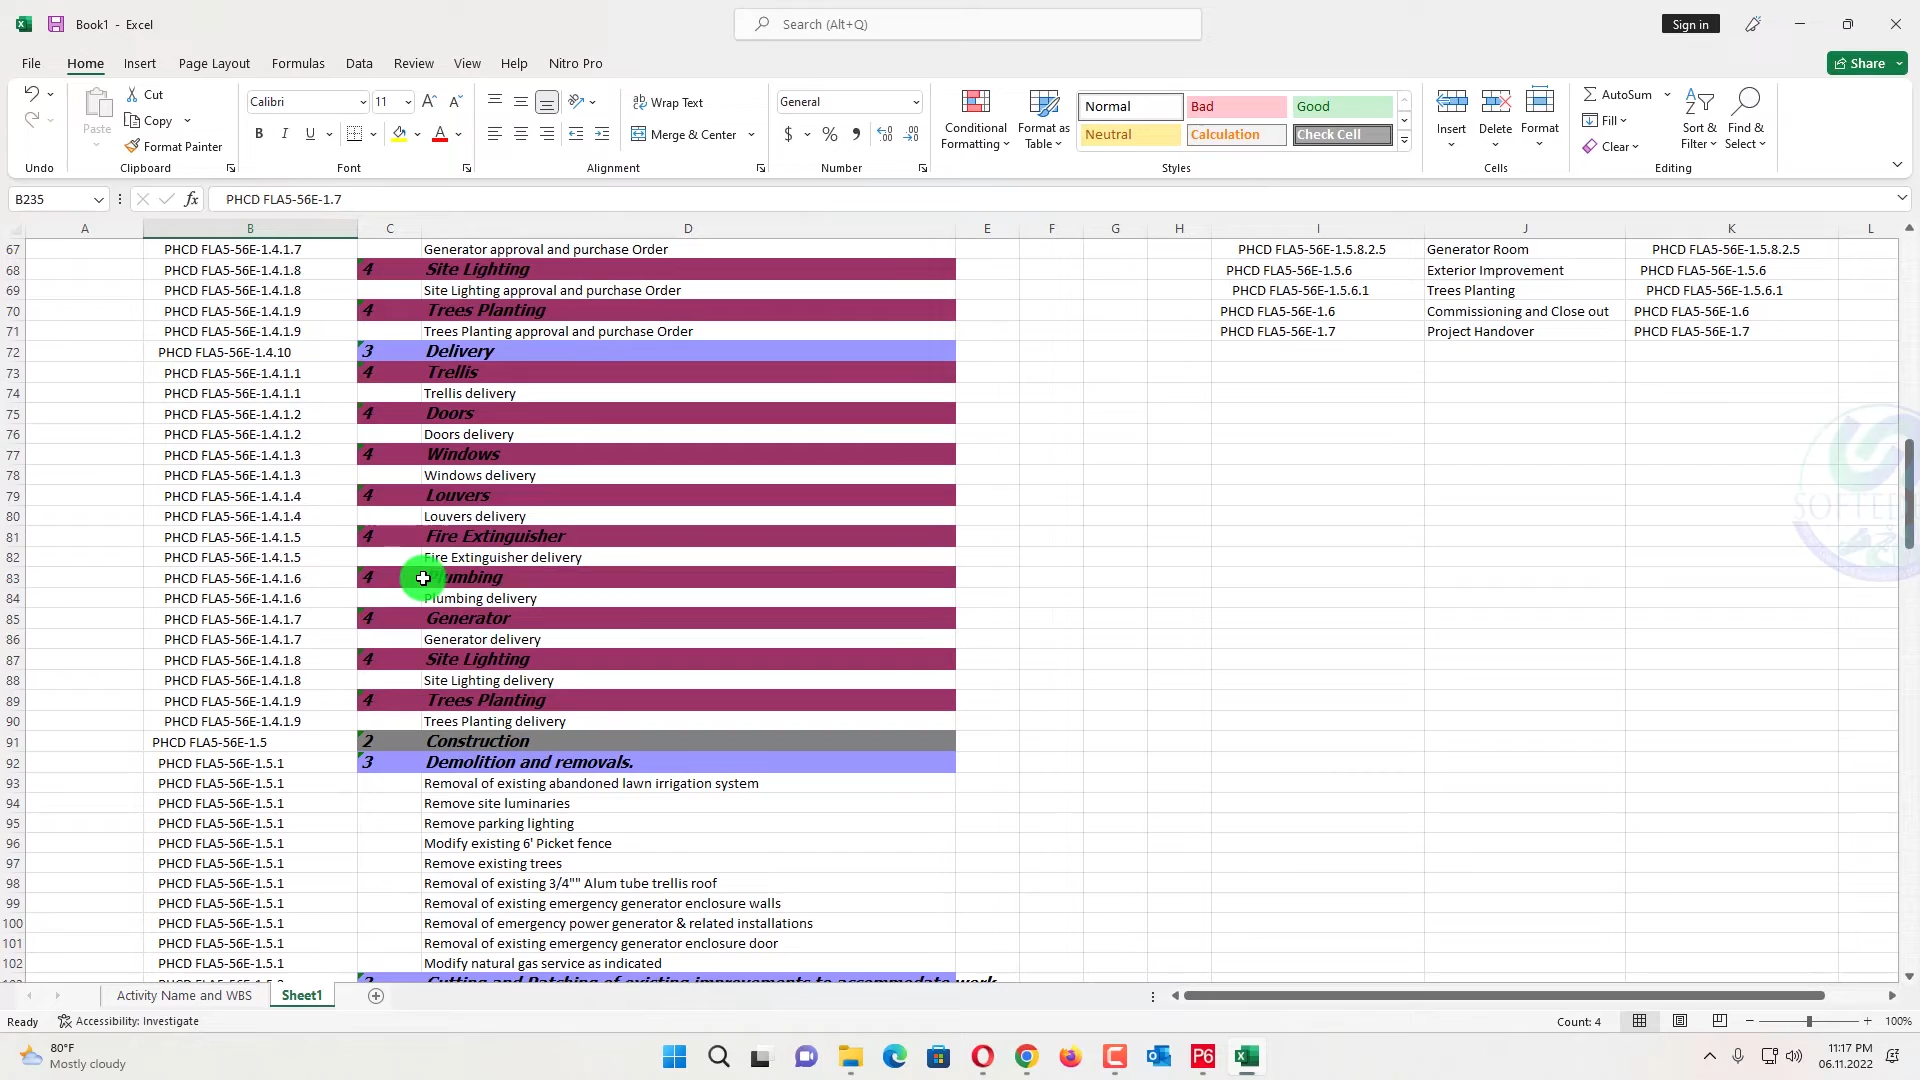 Book1 - Excel
Search (Alt+Q)
Sign in
File Home Insert Page Layout Formulas Data Review View Help Nitro Pro
Share
Paste
Cut
Copy
Format Painter
Calibri 11
B I U
Wrap Text
Merge & Center
General
$ % 9
Conditional Formatting
Format as Table
Normal Bad Good
Neutral Calculation Check Cell
Insert Delete Format
AutoSum
Fill
Clear
Sort & Filter
Find & Select
Undo Clipboard Font Alignment Number Styles Cells Editing
B235 fx PHCD FLA5-56E-1.7
A B C D E F G H I J K L
67 PHCD FLA5-56E-1.4.1.7 Generator approval and purchase Order PHCD FLA5-56E-1.5.8.2.5 Generator Room PHCD FLA5-56E-1.5.8.2.5
68 PHCD FLA5-56E-1.4.1.8 4 Site Lighting PHCD FLA5-56E-1.5.6 Exterior Improvement PHCD FLA5-56E-1.5.6
69 PHCD FLA5-56E-1.4.1.8 Site Lighting approval and purchase Order PHCD FLA5-56E-1.5.6.1 Trees Planting PHCD FLA5-56E-1.5.6.1
70 PHCD FLA5-56E-1.4.1.9 4 Trees Planting PHCD FLA5-56E-1.6 Commissioning and Close out PHCD FLA5-56E-1.6
71 PHCD FLA5-56E-1.4.1.9 Trees Planting approval and purchase Order PHCD FLA5-56E-1.7 Project Handover PHCD FLA5-56E-1.7
72 PHCD FLA5-56E-1.4.10 3 Delivery
73 PHCD FLA5-56E-1.4.1.1 4 Trellis
74 PHCD FLA5-56E-1.4.1.1 Trellis delivery
75 PHCD FLA5-56E-1.4.1.2 4 Doors
76 PHCD FLA5-56E-1.4.1.2 Doors delivery
77 PHCD FLA5-56E-1.4.1.3 4 Windows
78 PHCD FLA5-56E-1.4.1.3 Windows delivery
79 PHCD FLA5-56E-1.4.1.4 4 Louvers
80 PHCD FLA5-56E-1.4.1.4 Louvers delivery
81 PHCD FLA5-56E-1.4.1.5 4 Fire Extinguisher
82 PHCD FLA5-56E-1.4.1.5 Fire Extinguisher delivery
83 PHCD FLA5-56E-1.4.1.6 4 Plumbing
84 PHCD FLA5-56E-1.4.1.6 Plumbing delivery
85 PHCD FLA5-56E-1.4.1.7 4 Generator
86 PHCD FLA5-56E-1.4.1.7 Generator delivery
87 PHCD FLA5-56E-1.4.1.8 4 Site Lighting
88 PHCD FLA5-56E-1.4.1.8 Site Lighting delivery
89 PHCD FLA5-56E-1.4.1.9 4 Trees Planting
90 PHCD FLA5-56E-1.4.1.9 Trees Planting delivery
91 PHCD FLA5-56E-1.5 2 Construction
92 PHCD FLA5-56E-1.5.1 3 Demolition and removals.
93 PHCD FLA5-56E-1.5.1 Removal of existing abandoned lawn irrigation system
94 PHCD FLA5-56E-1.5.1 Remove site luminaries
95 PHCD FLA5-56E-1.5.1 Remove parking lighting
96 PHCD FLA5-56E-1.5.1 Modify existing 6' Picket fence
97 PHCD FLA5-56E-1.5.1 Remove existing trees
98 PHCD FLA5-56E-1.5.1 Removal of existing 3/4"" Alum tube trellis roof
99 PHCD FLA5-56E-1.5.1 Removal of existing emergency generator enclosure walls
100 PHCD FLA5-56E-1.5.1 Removal of emergency power generator & related installations
101 PHCD FLA5-56E-1.5.1 Removal of existing emergency generator enclosure door
102 PHCD FLA5-56E-1.5.1 Modify natural gas service as indicated
Cutting and Patching of existing improvements to accommodate work
SOFTED
Activity Name and WBS Sheet1
Ready Accessibility: Investigate Count: 4 100%
80°F
Mostly cloudy
P6
11:17 PM
06.11.2022